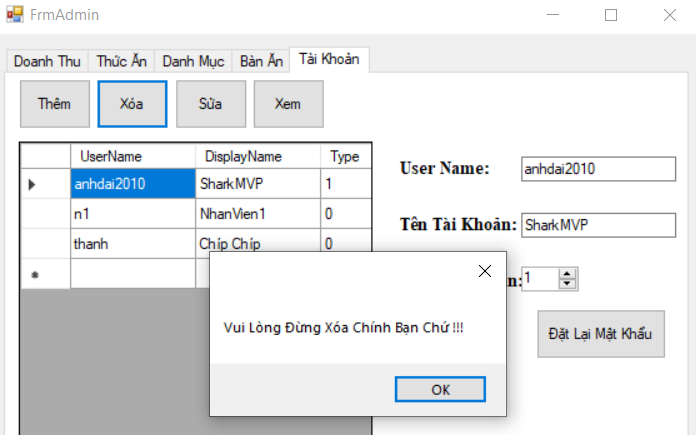 FrmAdmin
Doanh Thu Thức Ăn Danh Mục Bàn Ăn Tài Khoản
Thêm Xóa Sửa Xem
UserName DisplayName Type
anhdai2010 SharkMVP 1
n1 NhanVien1 0
thanh Chíp Chíp 0
User Name: anhdai2010
Tên Tài Khoản: SharkMVP
n: 1
Đặt Lại Mật Khẩu
Vui Lòng Đừng Xóa Chính Bạn Chứ !!!
OK